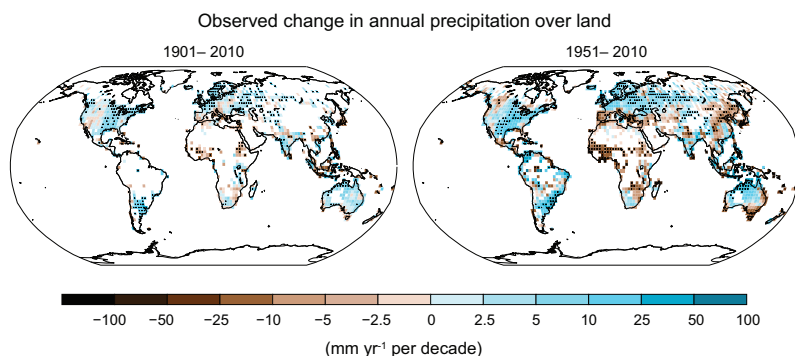 Observed change in annual precipitation over land
1901– 2010
1951– 2010
−100 −50 −25 −10 −5 −2.5 0 2.5 5 10 25 50 100
(mm yr⁻¹ per decade)